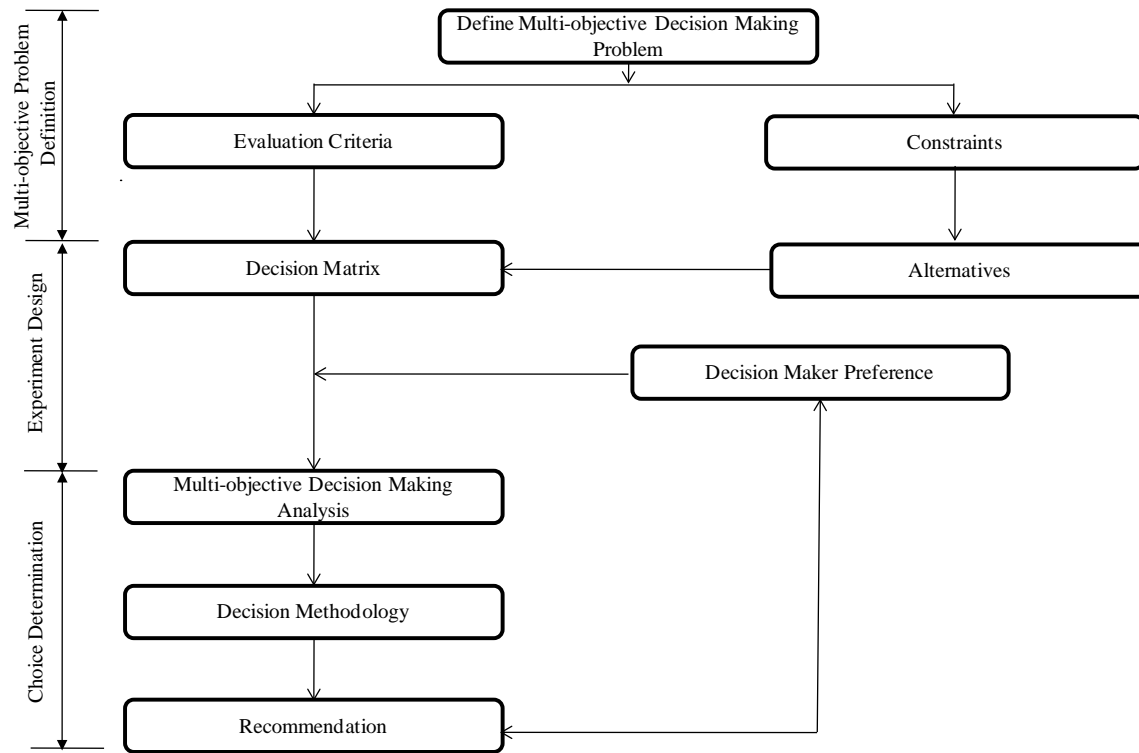 Define Multi-objective Decision Making
Problem
Multi-objective Problem
Definition
Evaluation Criteria
Constraints
Decision Matrix
Alternatives
Experiment Design
Decision Maker Preference
Multi-objective Decision Making
Analysis
Choice Determination
Decision Methodology
Recommendation